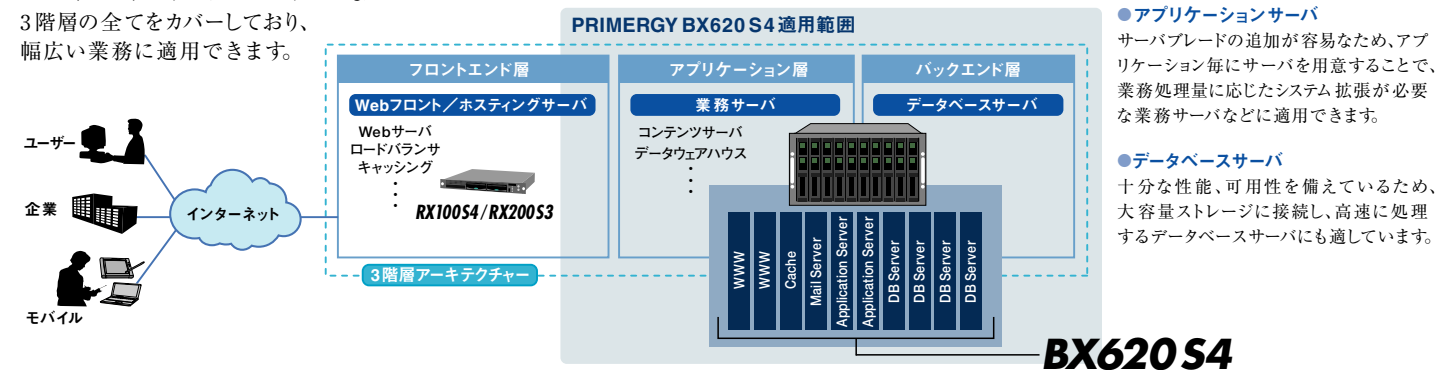 3階層の全てをカバーしており、
幅広い業務に適用できます。
PRIMERGY BX620 S4 適用範囲
フロントエンド層
アプリケーション層
バックエンド層
Webフロント／ホスティングサーバ
業務サーバ
データベースサーバ
Webサーバ
ロードバランサ
キャッシング
・
・
・
RX100S4/RX200S3
コンテンツサーバ
データウェアハウス
・
・
・
ユーザー
企業
モバイル
インターネット
3階層アーキテクチャー
WWW
WWW
Cache
Mail Server
Application Server
Application Server
DB Server
DB Server
DB Server
DB Server
BX620 S4
●アプリケーションサーバ
サーバブレードの追加が容易なため、アプ
リケーション毎にサーバを用意することで、
業務処理量に応じたシステム拡張が必要
な業務サーバなどに適用できます。
●データベースサーバ
十分な性能、可用性を備えているため、
大容量ストレージに接続し、高速に処理
するデータベースサーバにも適しています。